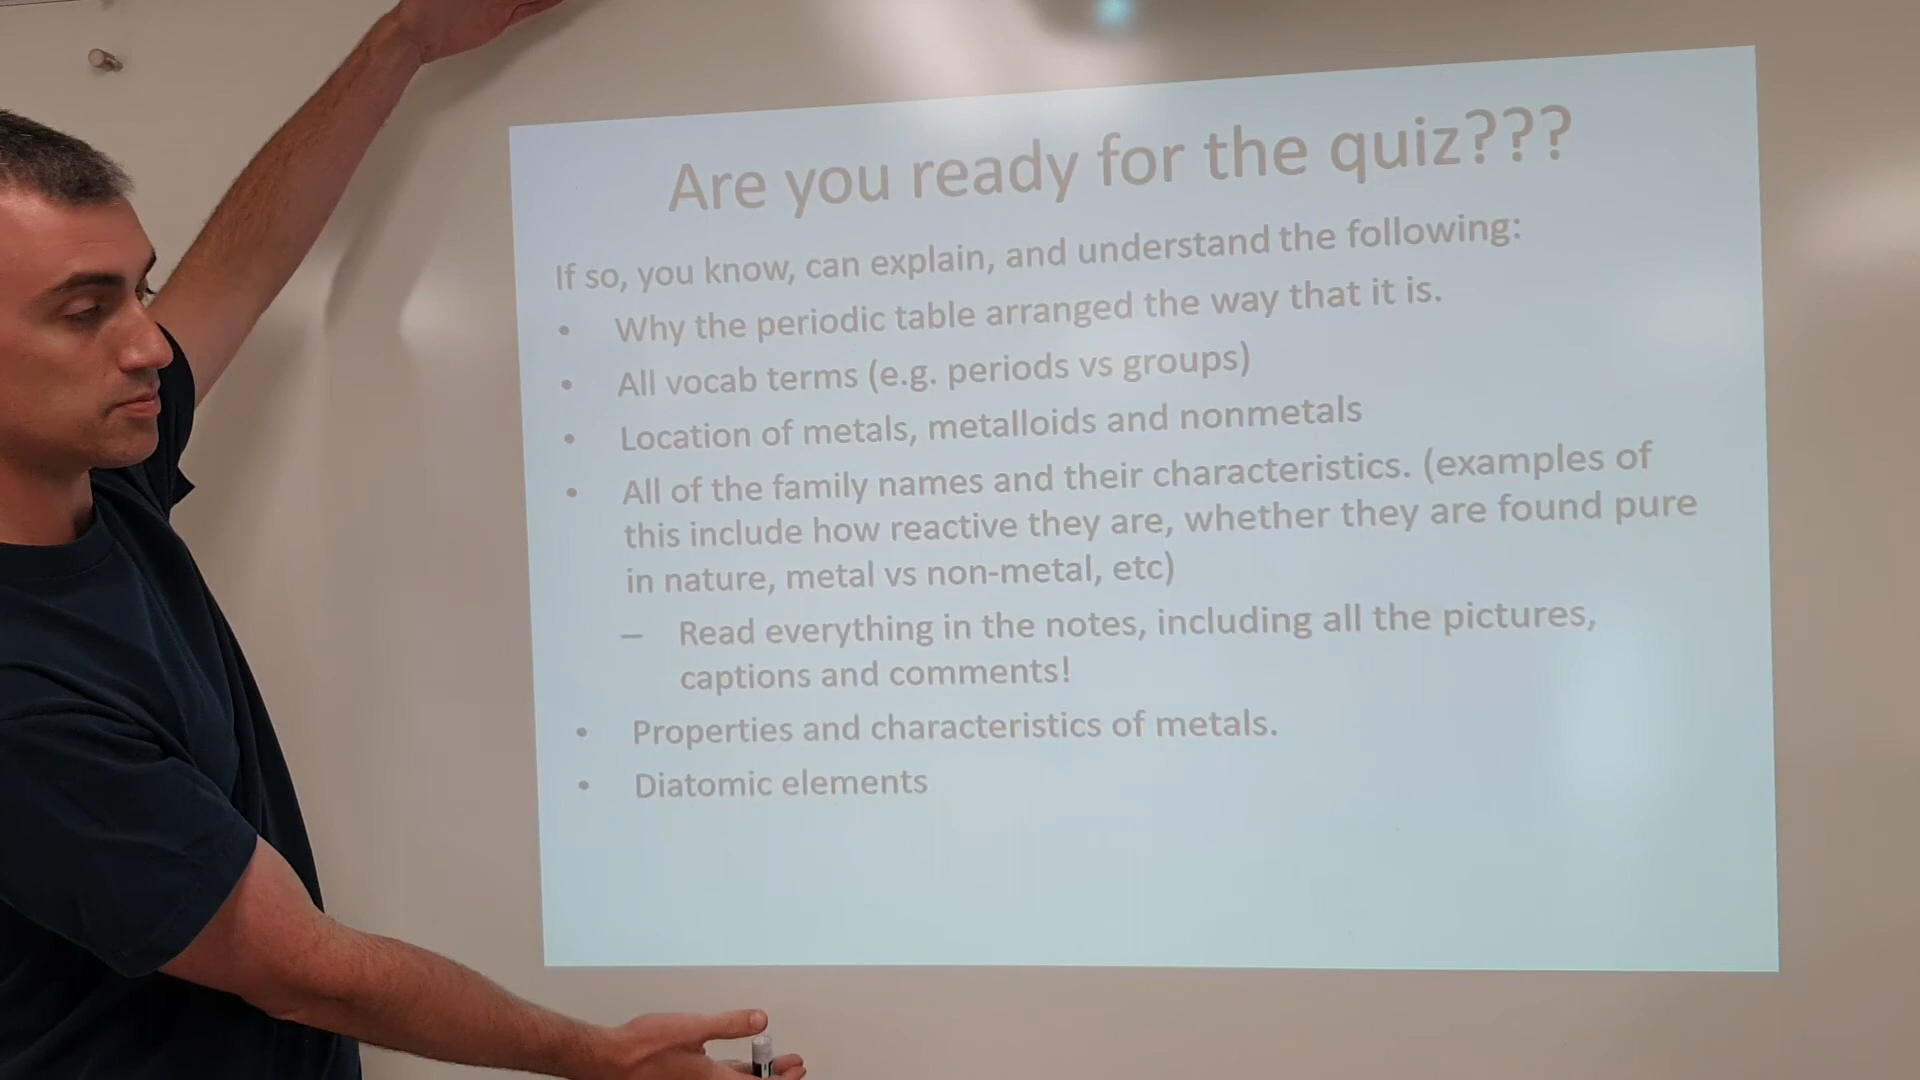 Are you ready for the quiz???
If so, you know, can explain, and understand the following:
• Why the periodic table arranged the way that it is.
• All vocab terms (e.g. periods vs groups)
• Location of metals, metalloids and nonmetals
• All of the family names and their characteristics. (examples of
this include how reactive they are, whether they are found pure
in nature, metal vs non-metal, etc)
– Read everything in the notes, including all the pictures,
captions and comments!
• Properties and characteristics of metals.
• Diatomic elements